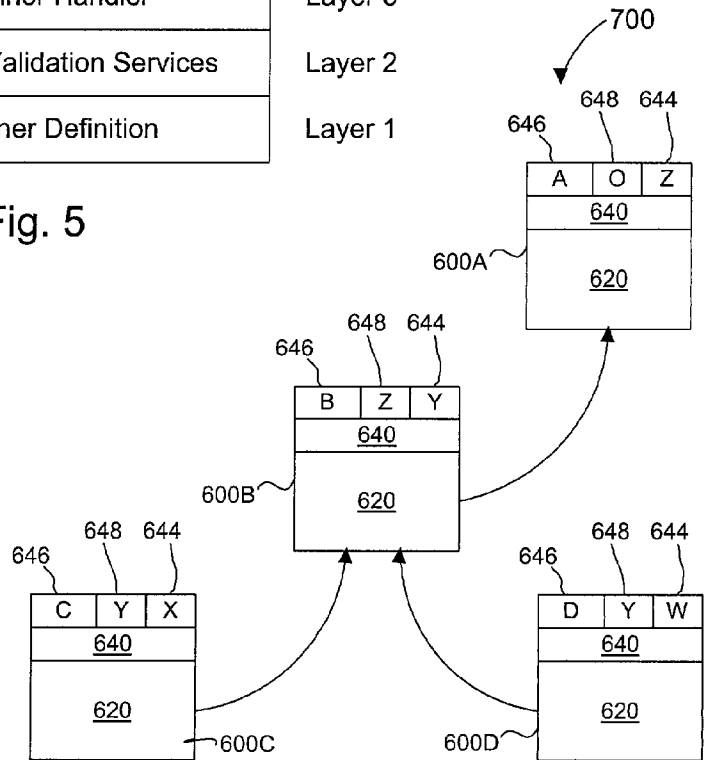 Layer
Validation Services Layer 2
Definition Layer 1
Fig. 5
700
646 648 644
A O Z
640
600A
620
646 648 644
B Z Y
640
600B
620
646 648 644
C Y X
640
620
600C
646 648 644
D Y W
640
620
600D